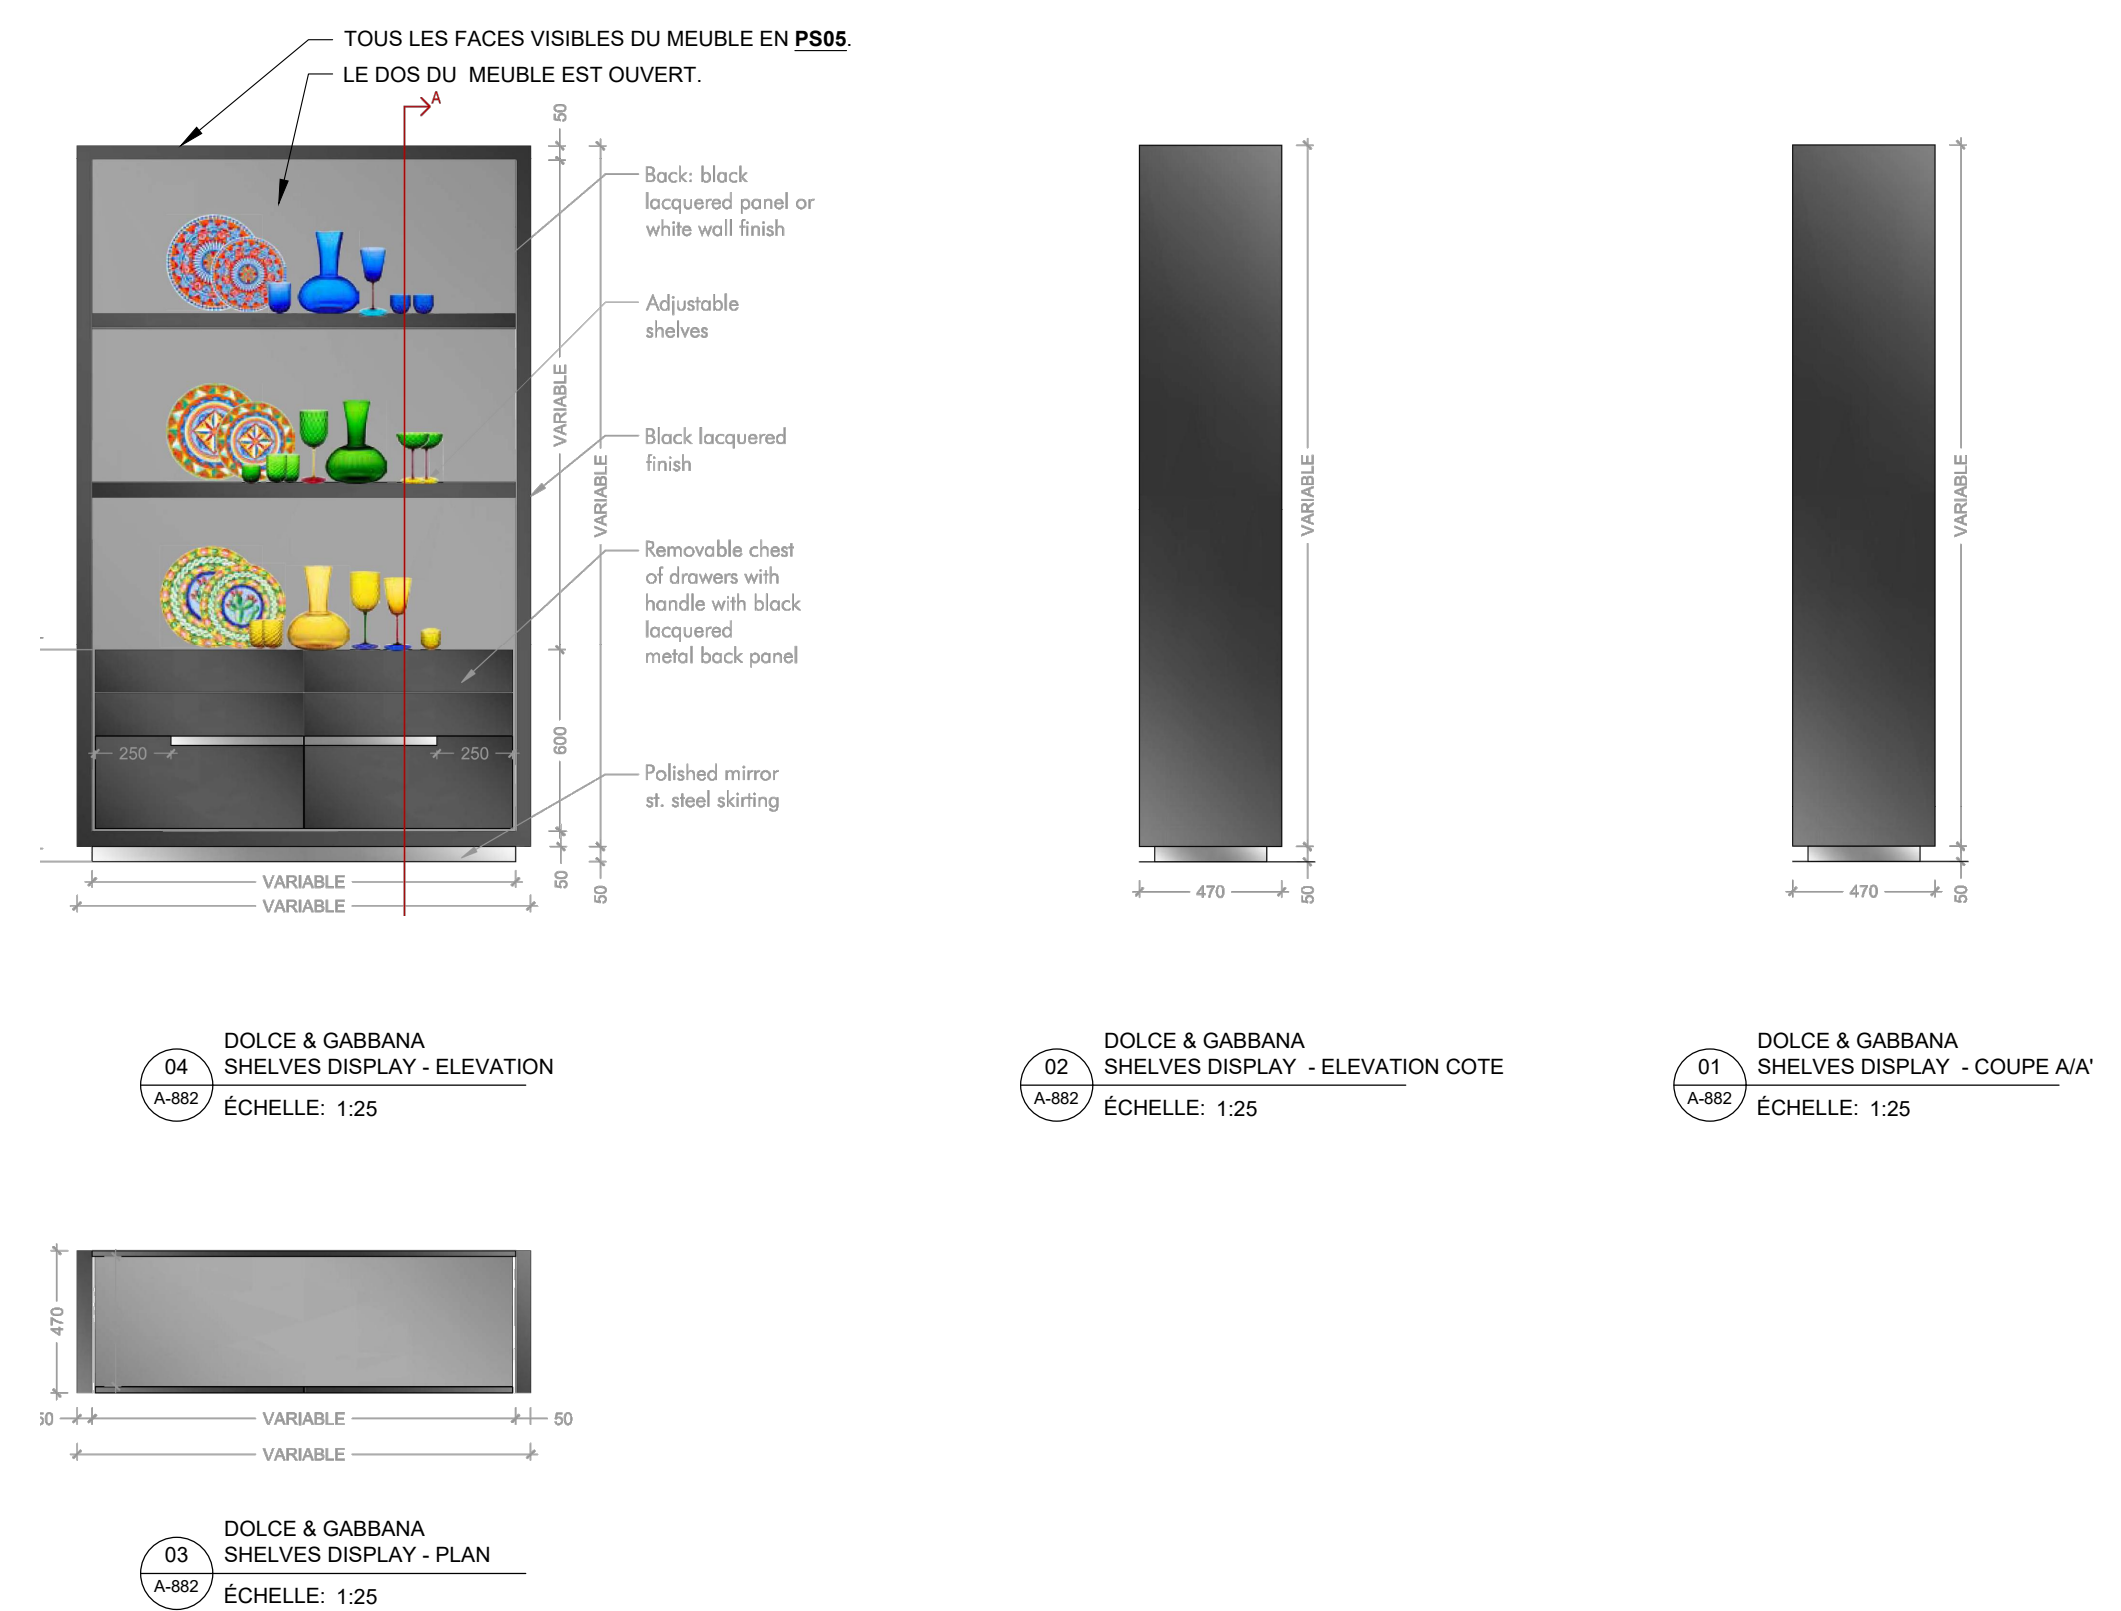 TOUS LES FACES VISIBLES DU MEUBLE EN PS05.
LE DOS DU MEUBLE EST OUVERT.
A
50
Back: black
lacquered panel or
white wall finish
Adjustable
shelves
VARIABLE
Black lacquered
finish
VARIABLE
Removable chest
of drawers with
handle with black
lacquered
metal back panel
250
250
600
Polished mirror
st. steel skirting
50
50
VARIABLE
VARIABLE
VARIABLE
470
50
VARIABLE
470
50
DOLCE & GABBANA
04
SHELVES DISPLAY - ELEVATION
A-882
ÉCHELLE: 1:25
DOLCE & GABBANA
02
SHELVES DISPLAY - ELEVATION COTE
A-882
ÉCHELLE: 1:25
DOLCE & GABBANA
01
SHELVES DISPLAY - COUPE A/A'
A-882
ÉCHELLE: 1:25
470
50
VARIABLE
50
VARIABLE
DOLCE & GABBANA
03
SHELVES DISPLAY - PLAN
A-882
ÉCHELLE: 1:25